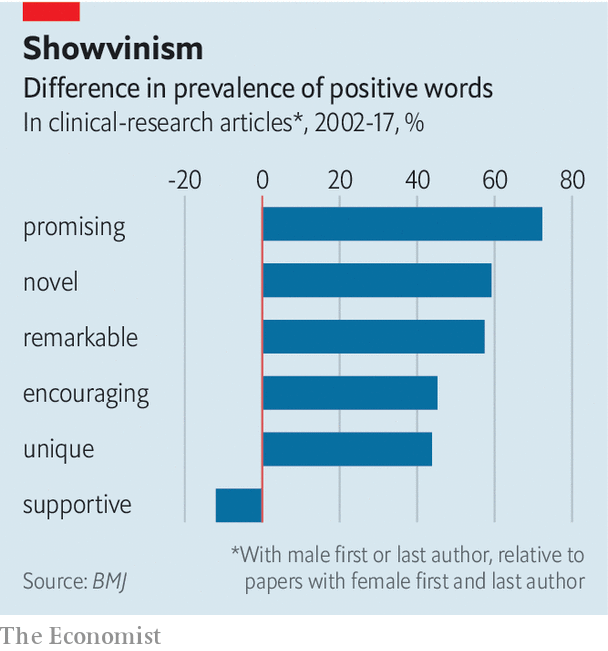 Showvinism
Difference in prevalence of positive words
In clinical-research articles*, 2002-17, %
-20 0 20 40 60 80
promising
novel
remarkable
encouraging
unique
supportive
*With male first or last author, relative to
Source: BMJ papers with female first and last author
The Economist